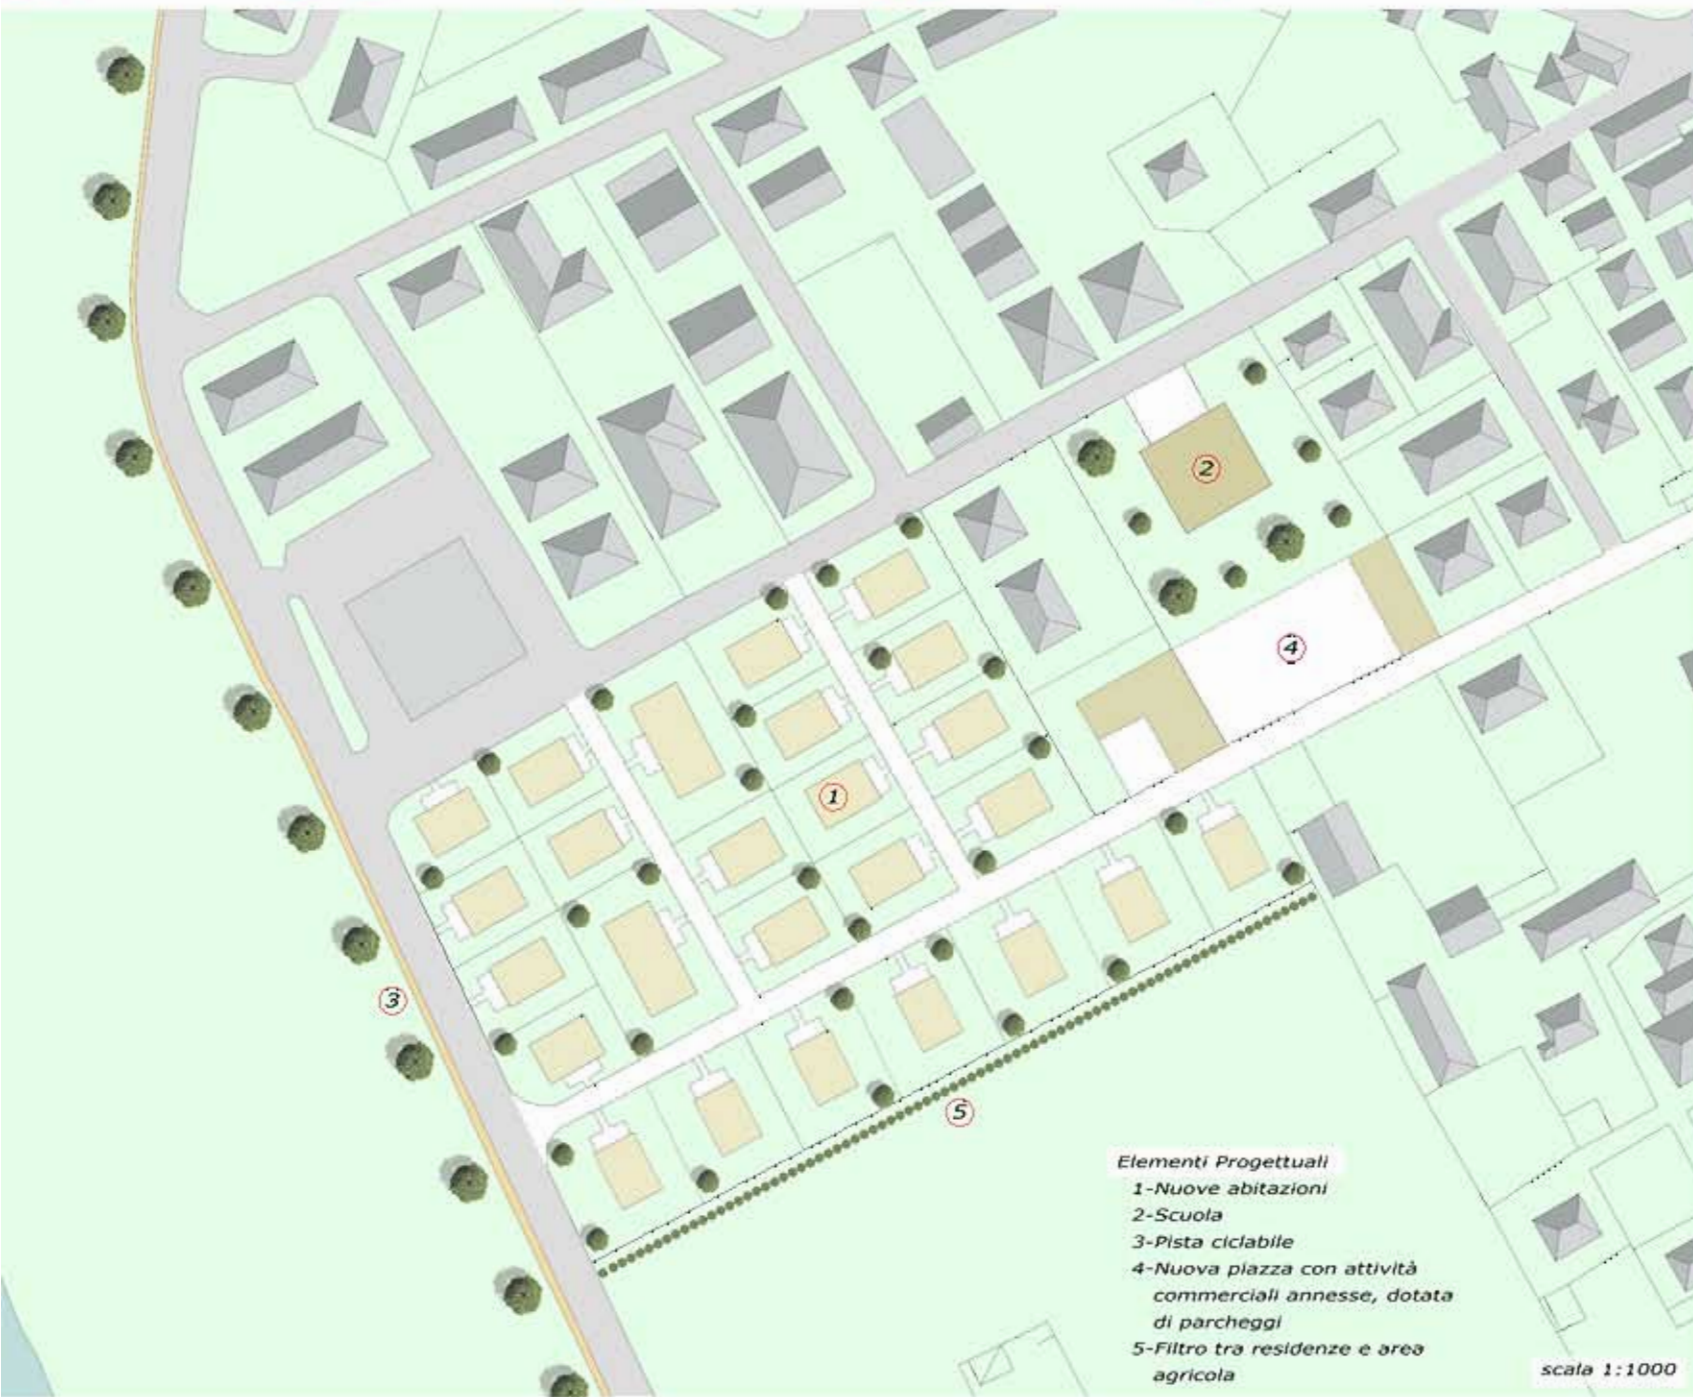 2
4
1
3
5
Elementi Progettuali
1-Nuove abitazioni
2-Scuola
3-Pista ciclabile
4-Nuova piazza con attività
commerciali annesse, dotata
di parcheggi
5-Filtro tra residenze e area
agricola
scala 1:1000